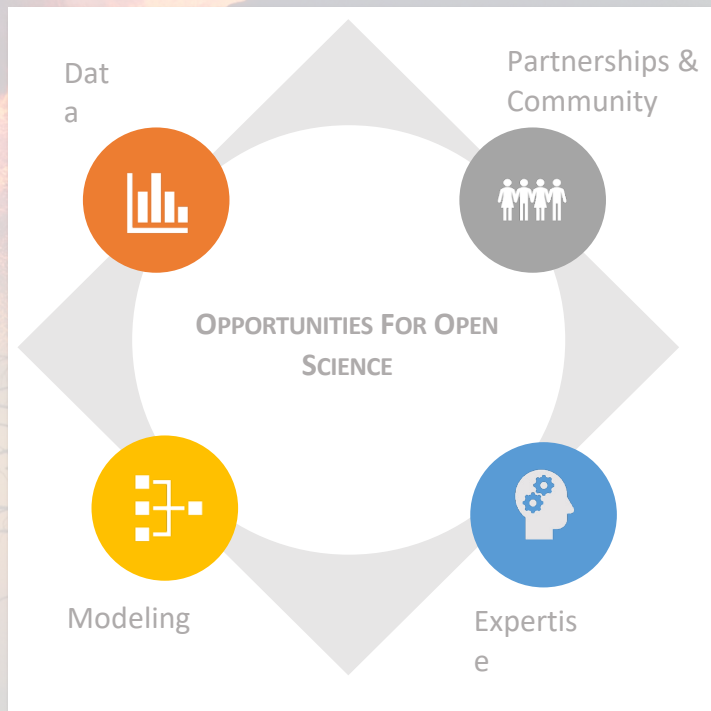 Dat
a
Partnerships &
Community
OPPORTUNITIES FOR OPEN
SCIENCE
Modeling
Expertis
e